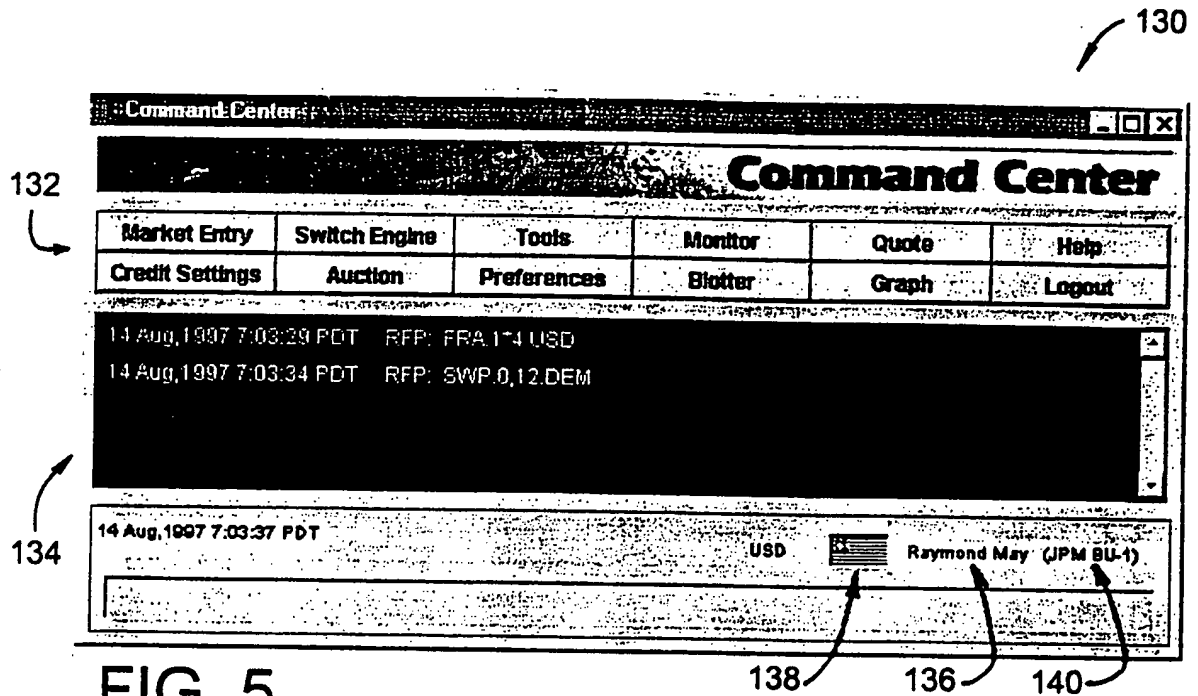 130
Command Center
Command Center
132
Market Entry Switch Engine Tools Monitor Quote Help
Credit Settings Auction Preferences Blotter Graph Logout
14 Aug,1997 7:03:29 PDT RFP: FRA.1*4.USD
14 Aug,1997 7:03:34 PDT RFP: SWP.0,12.DEM
134
14 Aug,1997 7:03:37 PDT
USD Raymond May (JPM BU-1)
138 136 140
FIG. 5